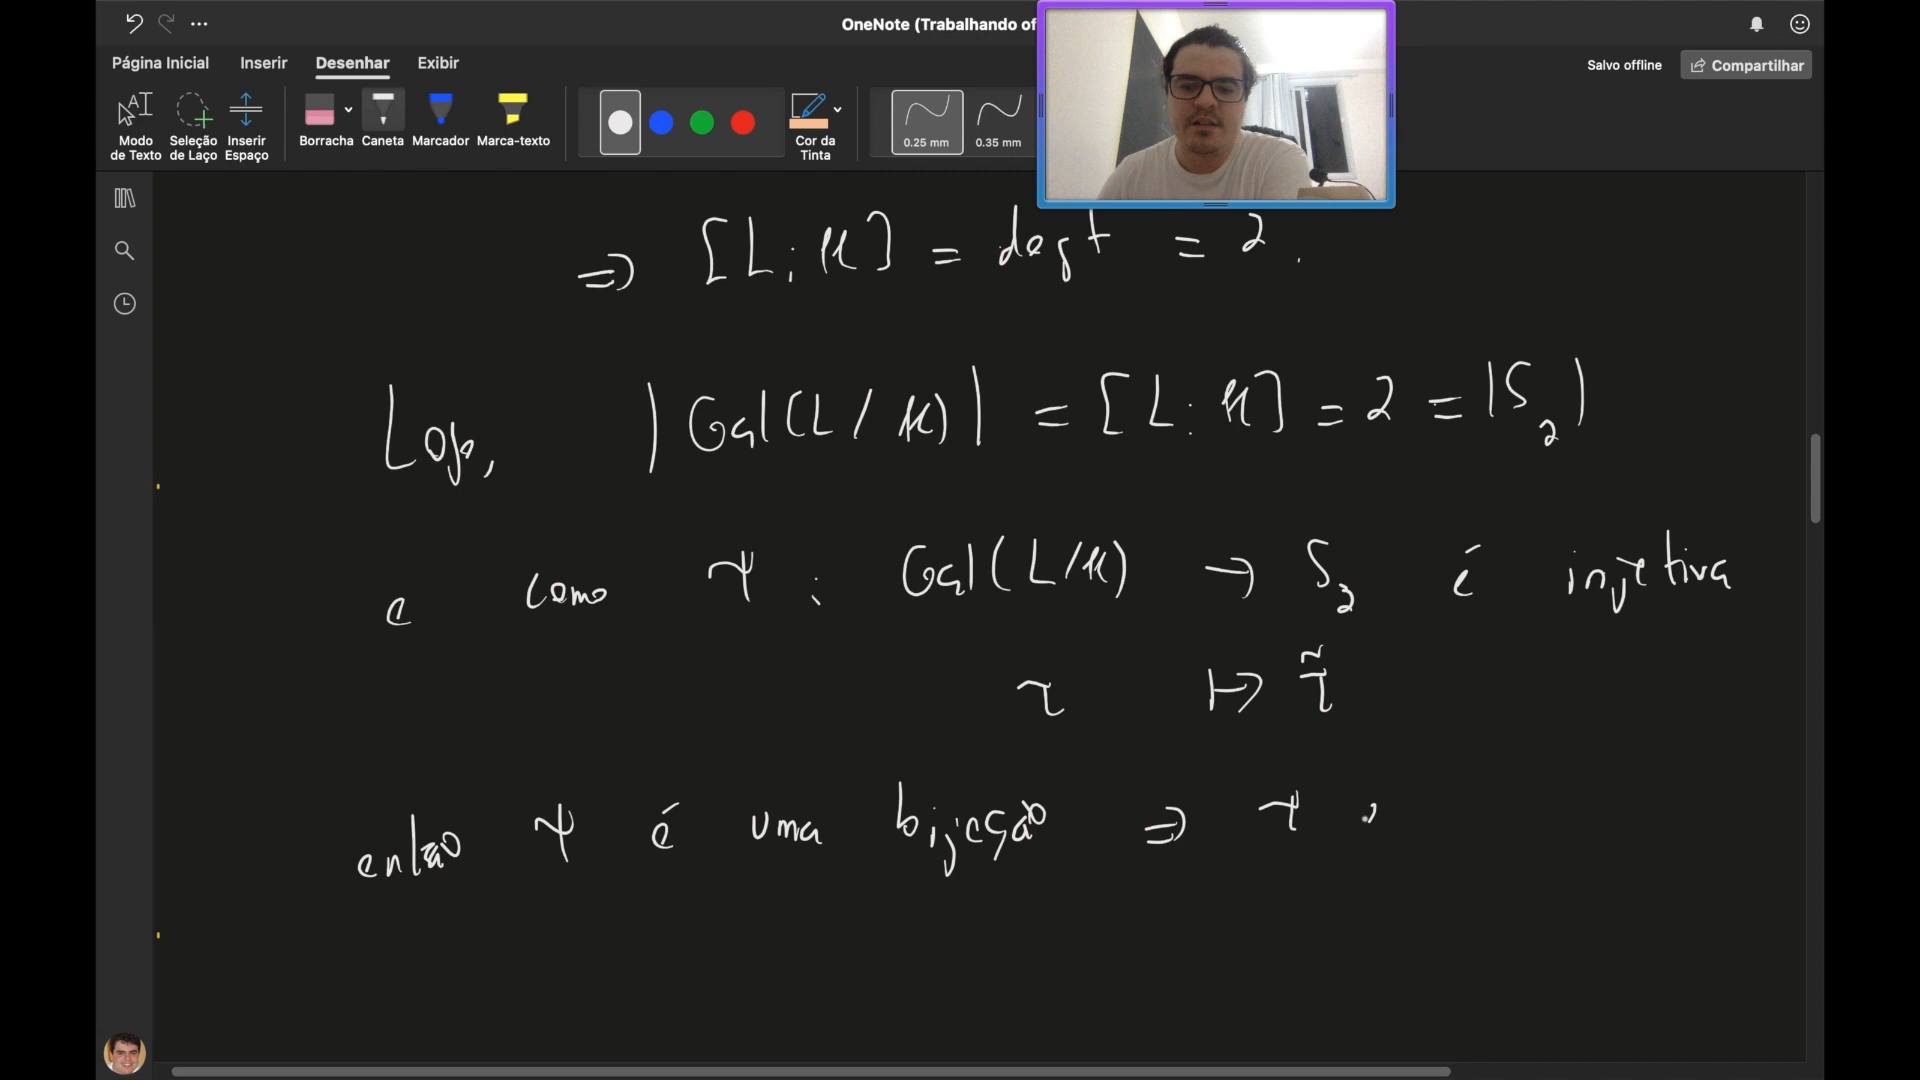 OneNote (Trabalhando of
Página Inicial Inserir Desenhar Exibir
Salvo offline Compartilhar
Modo de Texto
Seleção de Laço
Inserir Espaço
Borracha Caneta Marcador Marca-texto
Cor da Tinta
0.25 mm 0.35 mm
⇒ [L:K] = deg f = 2.
Logo, |Gal(L/K)| = [L:K] = 2 = |S₂|
e como ψ : Gal(L/K) → S₂ é injetiva
τ ↦ τ̃
então ψ é uma bijeção ⇒ ψ